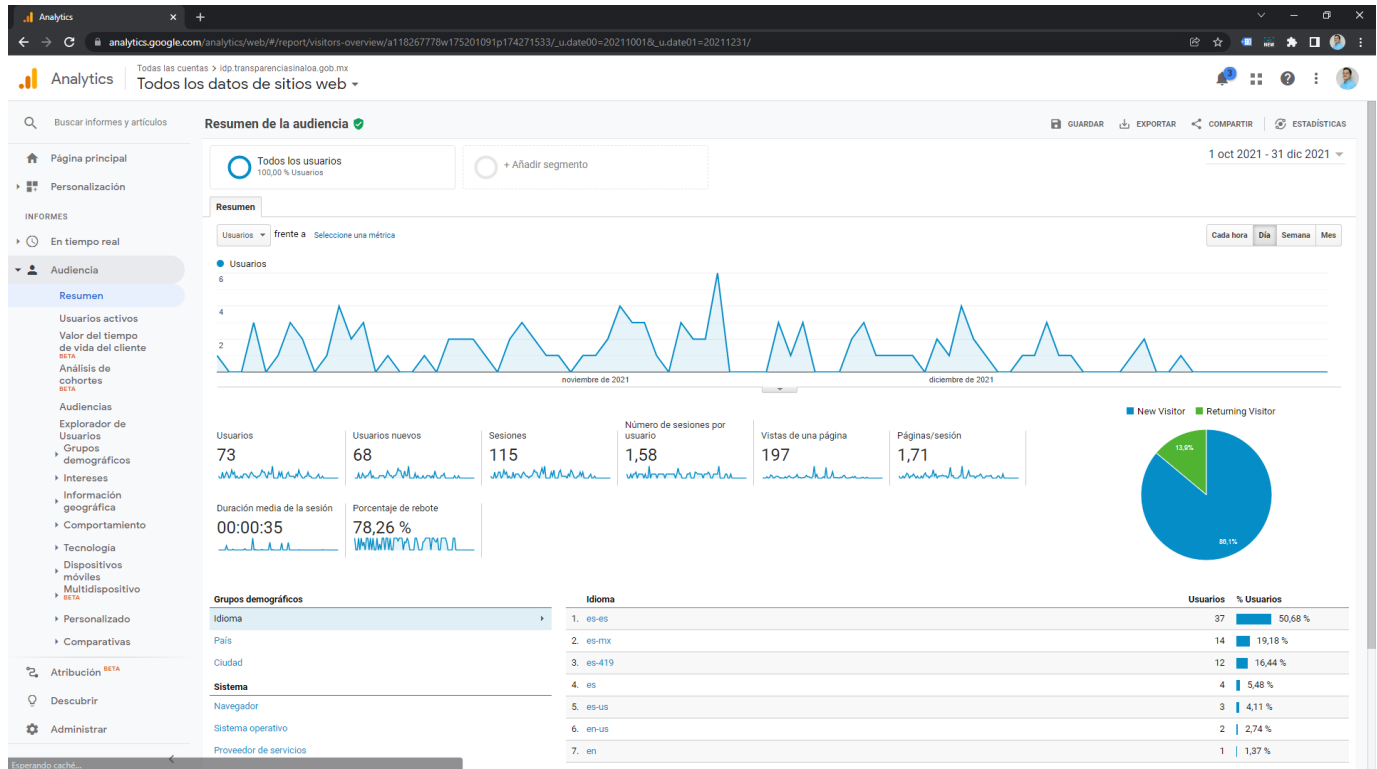 Analytics
analytics.google.com/analytics/web/#/report/visitors-overview/a118267778w175201091p174271533/_u.date00=20211001&_u.date01=20211231/
NEW
Analytics
Todas las cuentas > idp.transparenciasinaloa.gob.mx
Todos los datos de sitios web
3
Buscar informes y artículos
Página principal
Personalización
INFORMES
En tiempo real
Audiencia
Resumen
Usuarios activos
Valor del tiempo
de vida del cliente
BETA
Análisis de
cohortes
BETA
Audiencias
Explorador de
Usuarios
Grupos
demográficos
Intereses
Información
geográfica
Comportamiento
Tecnología
Dispositivos
móviles
Multidispositivo
BETA
Personalizado
Comparativas
Atribución BETA
Descubrir
Administrar
Esperando caché...
Resumen de la audiencia
GUARDAR
EXPORTAR
COMPARTIR
ESTADÍSTICAS
Todos los usuarios
100,00 % Usuarios
+ Añadir segmento
1 oct 2021 - 31 dic 2021
Resumen
Usuarios frente a Seleccione una métrica
Cada hora Día Semana Mes
Usuarios
6
4
2
noviembre de 2021
diciembre de 2021
New Visitor Returning Visitor
13,9%
86,1%
Usuarios
73
Usuarios nuevos
68
Sesiones
115
Número de sesiones por
usuario
1,58
Vistas de una página
197
Páginas/sesión
1,71
Duración media de la sesión
00:00:35
Porcentaje de rebote
78,26 %
Grupos demográficos
Idioma
País
Ciudad
Sistema
Navegador
Sistema operativo
Proveedor de servicios
Idioma Usuarios % Usuarios
1. es-es 37 50,68 %
2. es-mx 14 19,18 %
3. es-419 12 16,44 %
4. es 4 5,48 %
5. es-us 3 4,11 %
6. en-us 2 2,74 %
7. en 1 1,37 %